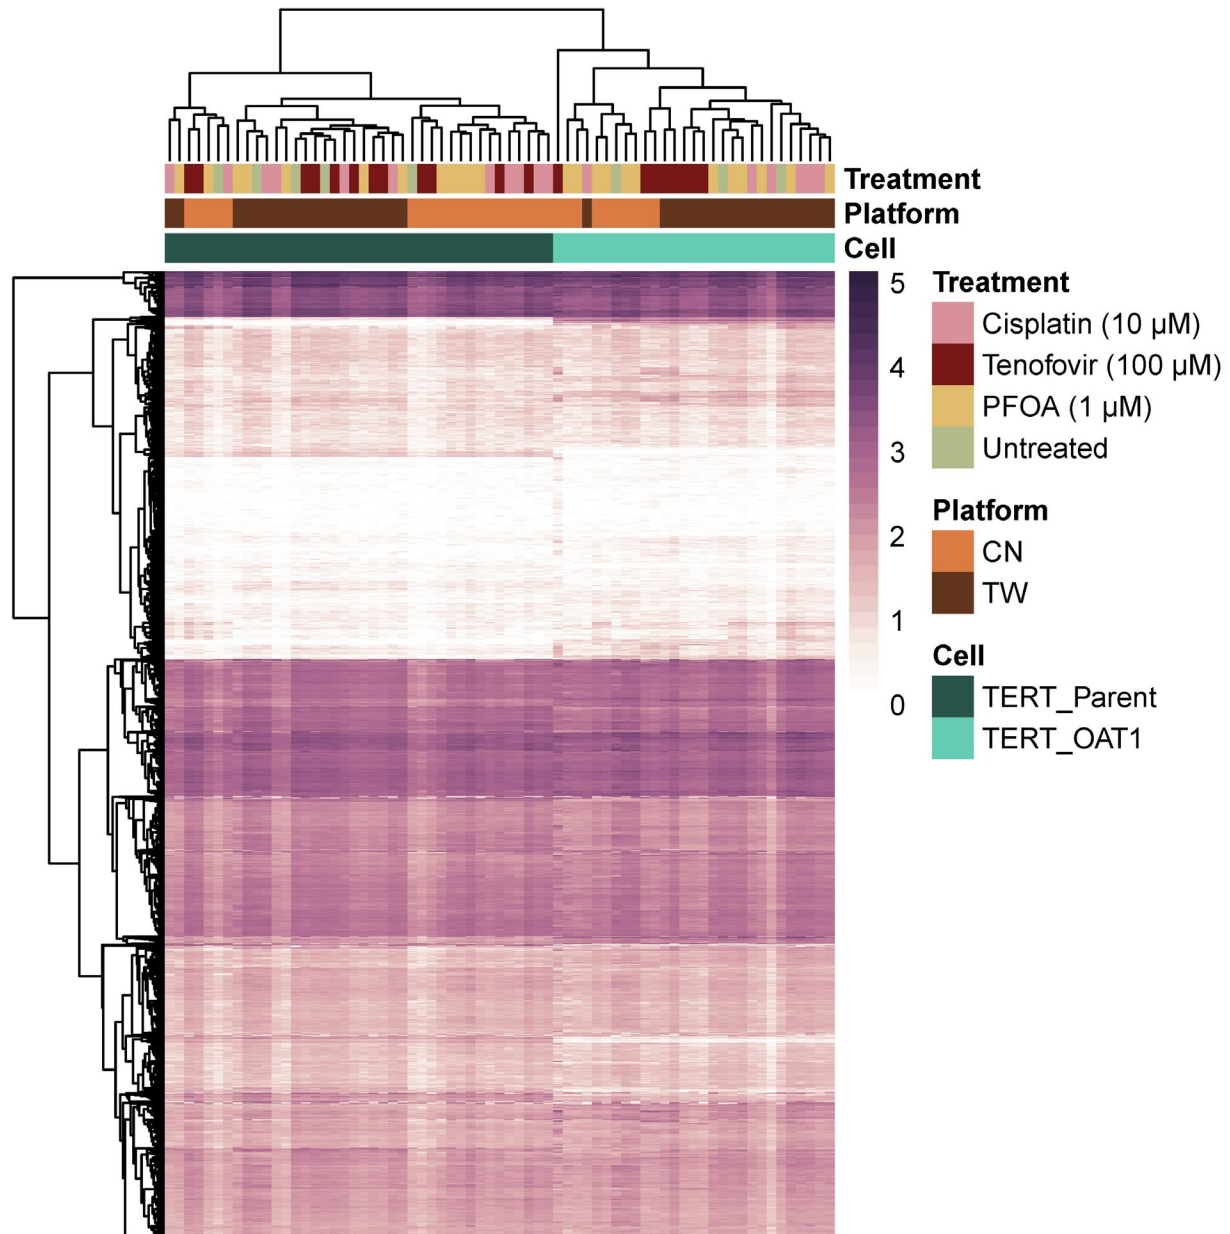 Treatment
Platform
Cell
5
4
3
2
1
0
Treatment
Cisplatin (10 µM)
Tenofovir (100 µM)
PFOA (1 µM)
Untreated
Platform
CN
TW
Cell
TERT_Parent
TERT_OAT1